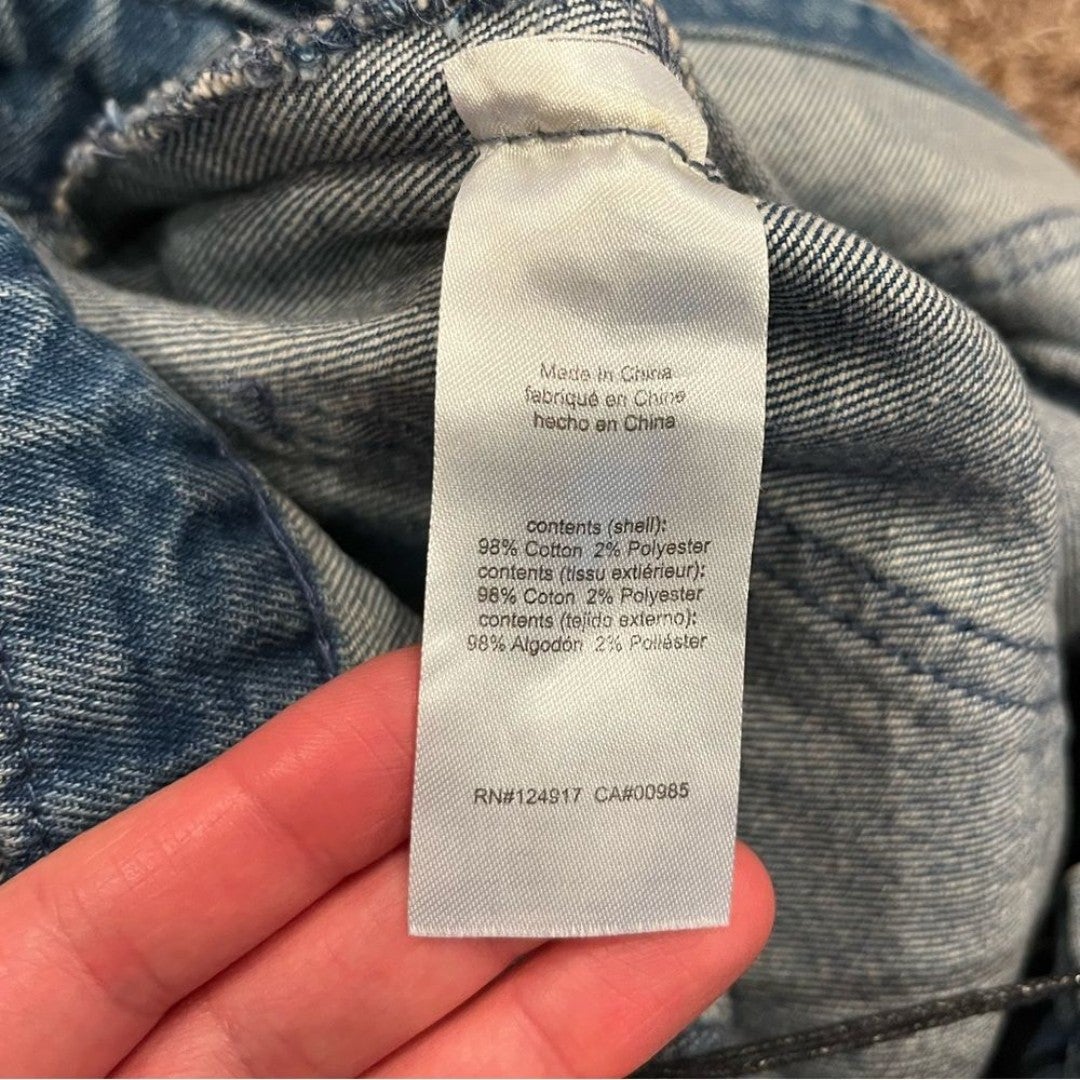 Made in China
fabriqué en Chine
hecho en China
contents (shell):
98% Cotton 2% Polyester
contents (tissu extiérieur):
98% Coton 2% Polyester
contents (tejido externo):
98% Algodón 2% Poliéster
RN#124917 CA#00985